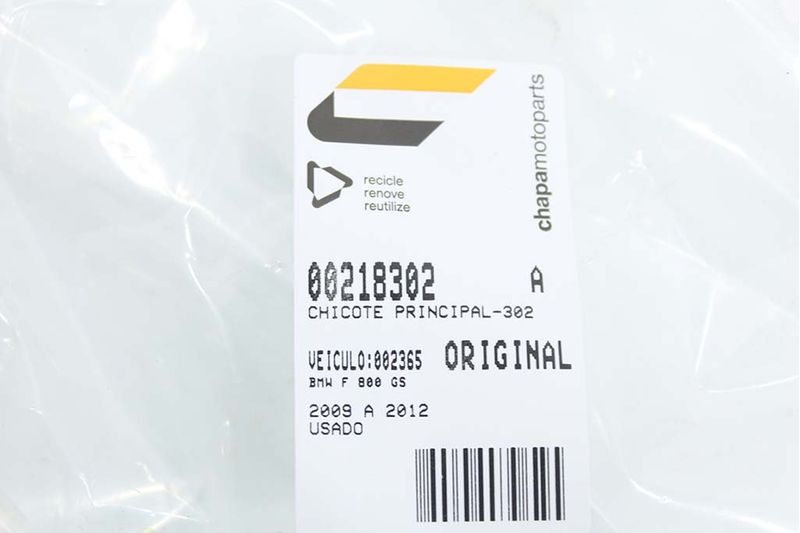 chapamotoparts
recicle
renove
reutilize
00218302 A
CHICOTE PRINCIPAL-302
VEICULO:002365 ORIGINAL
BMW F 800 GS
2009 A 2012
USADO